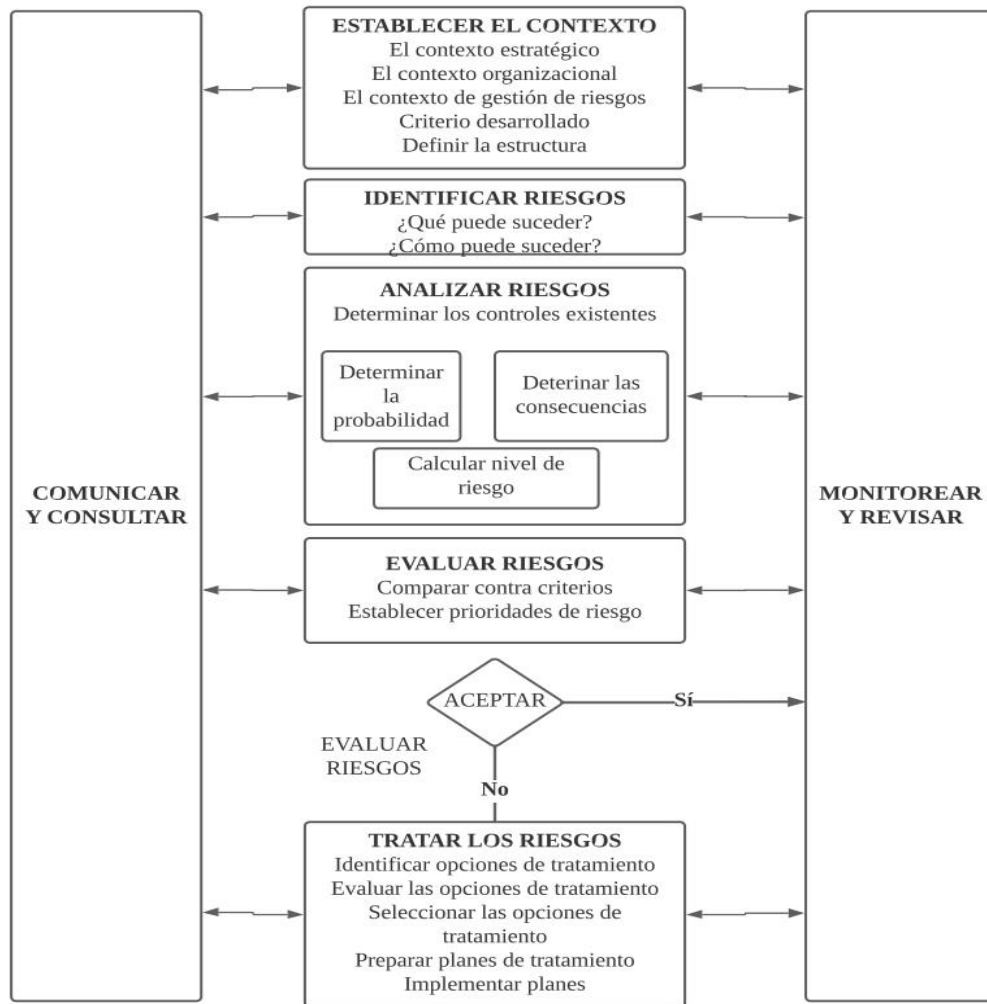 ESTABLECER EL CONTEXTO
El contexto estratégico
El contexto organizacional
El contexto de gestión de riesgos
Criterio desarrollado
Definir la estructura
IDENTIFICAR RIESGOS
¿Qué puede suceder?
¿Cómo puede suceder?
ANALIZAR RIESGOS
Determinar los controles existentes
Determinar
la
probabilidad
Deterinar las
consecuencias
Calcular nivel de
riesgo
COMUNICAR
Y CONSULTAR
MONITOREAR
Y REVISAR
EVALUAR RIESGOS
Comparar contra criterios
Establecer prioridades de riesgo
ACEPTAR
Sí
EVALUAR
RIESGOS
No
TRATAR LOS RIESGOS
Identificar opciones de tratamiento
Evaluar las opciones de tratamiento
Seleccionar las opciones de
tratamiento
Preparar planes de tratamiento
Implementar planes